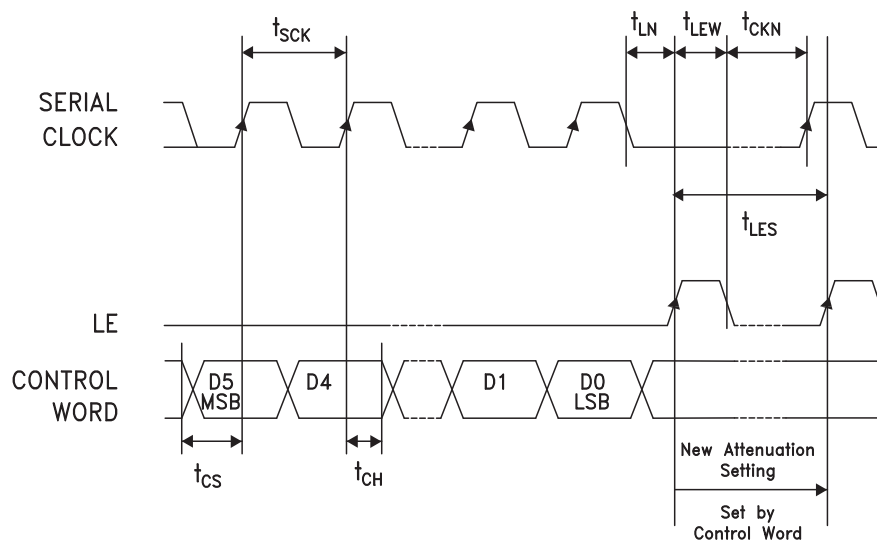 tLN
tLEW
tCKN
tSCK
SERIAL
CLOCK
tLES
LE
CONTROL
WORD
D5
MSB
D4
D1
D0
LSB
tCS
tCH
New Attenuation
Setting
Set by
Control Word